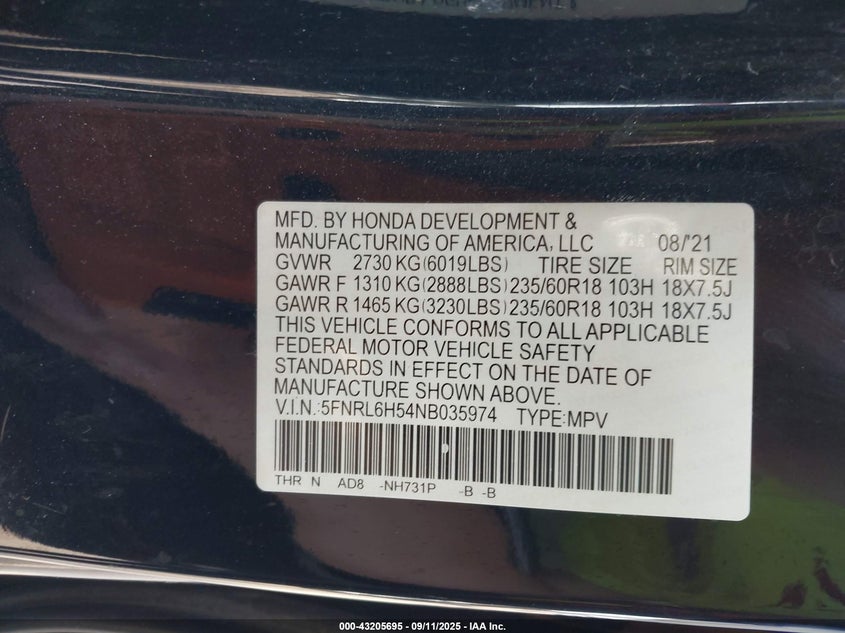 MFD. BY HONDA DEVELOPMENT &
MANUFACTURING OF AMERICA, LLC 08/'21
GVWR 2730 KG(6019LBS) TIRE SIZE RIM SIZE
GAWR F 1310 KG(2888LBS)235/60R18 103H 18X7.5J
GAWR R 1465 KG(3230LBS)235/60R18 103H 18X7.5J
THIS VEHICLE CONFORMS TO ALL APPLICABLE
FEDERAL MOTOR VEHICLE SAFETY
STANDARDS IN EFFECT ON THE DATE OF
MANUFACTURE SHOWN ABOVE.
V.I.N.:5FNRL6H54NB035974 TYPE:MPV
THR N AD8 -NH731P -B -B
000-43205695 - 09/11/2025 - IAA Inc.